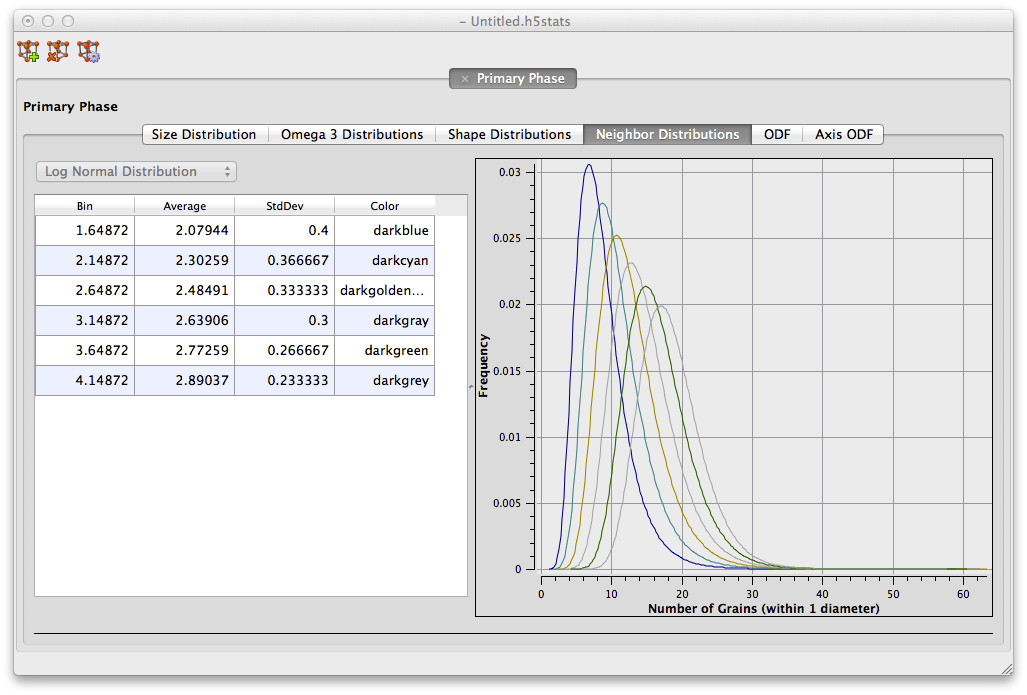 – Untitled.h5stats
× Primary Phase
Primary Phase
Size Distribution Omega 3 Distributions Shape Distributions Neighbor Distributions ODF Axis ODF
Log Normal Distribution
Bin Average StdDev Color
1.64872 2.07944 0.4 darkblue
2.14872 2.30259 0.366667 darkcyan
2.64872 2.48491 0.333333 darkgolden...
3.14872 2.63906 0.3 darkgray
3.64872 2.77259 0.266667 darkgreen
4.14872 2.89037 0.233333 darkgrey
Frequency
0.03
0.025
0.02
0.015
0.01
0.005
0
0 10 20 30 40 50 60
Number of Grains (within 1 diameter)